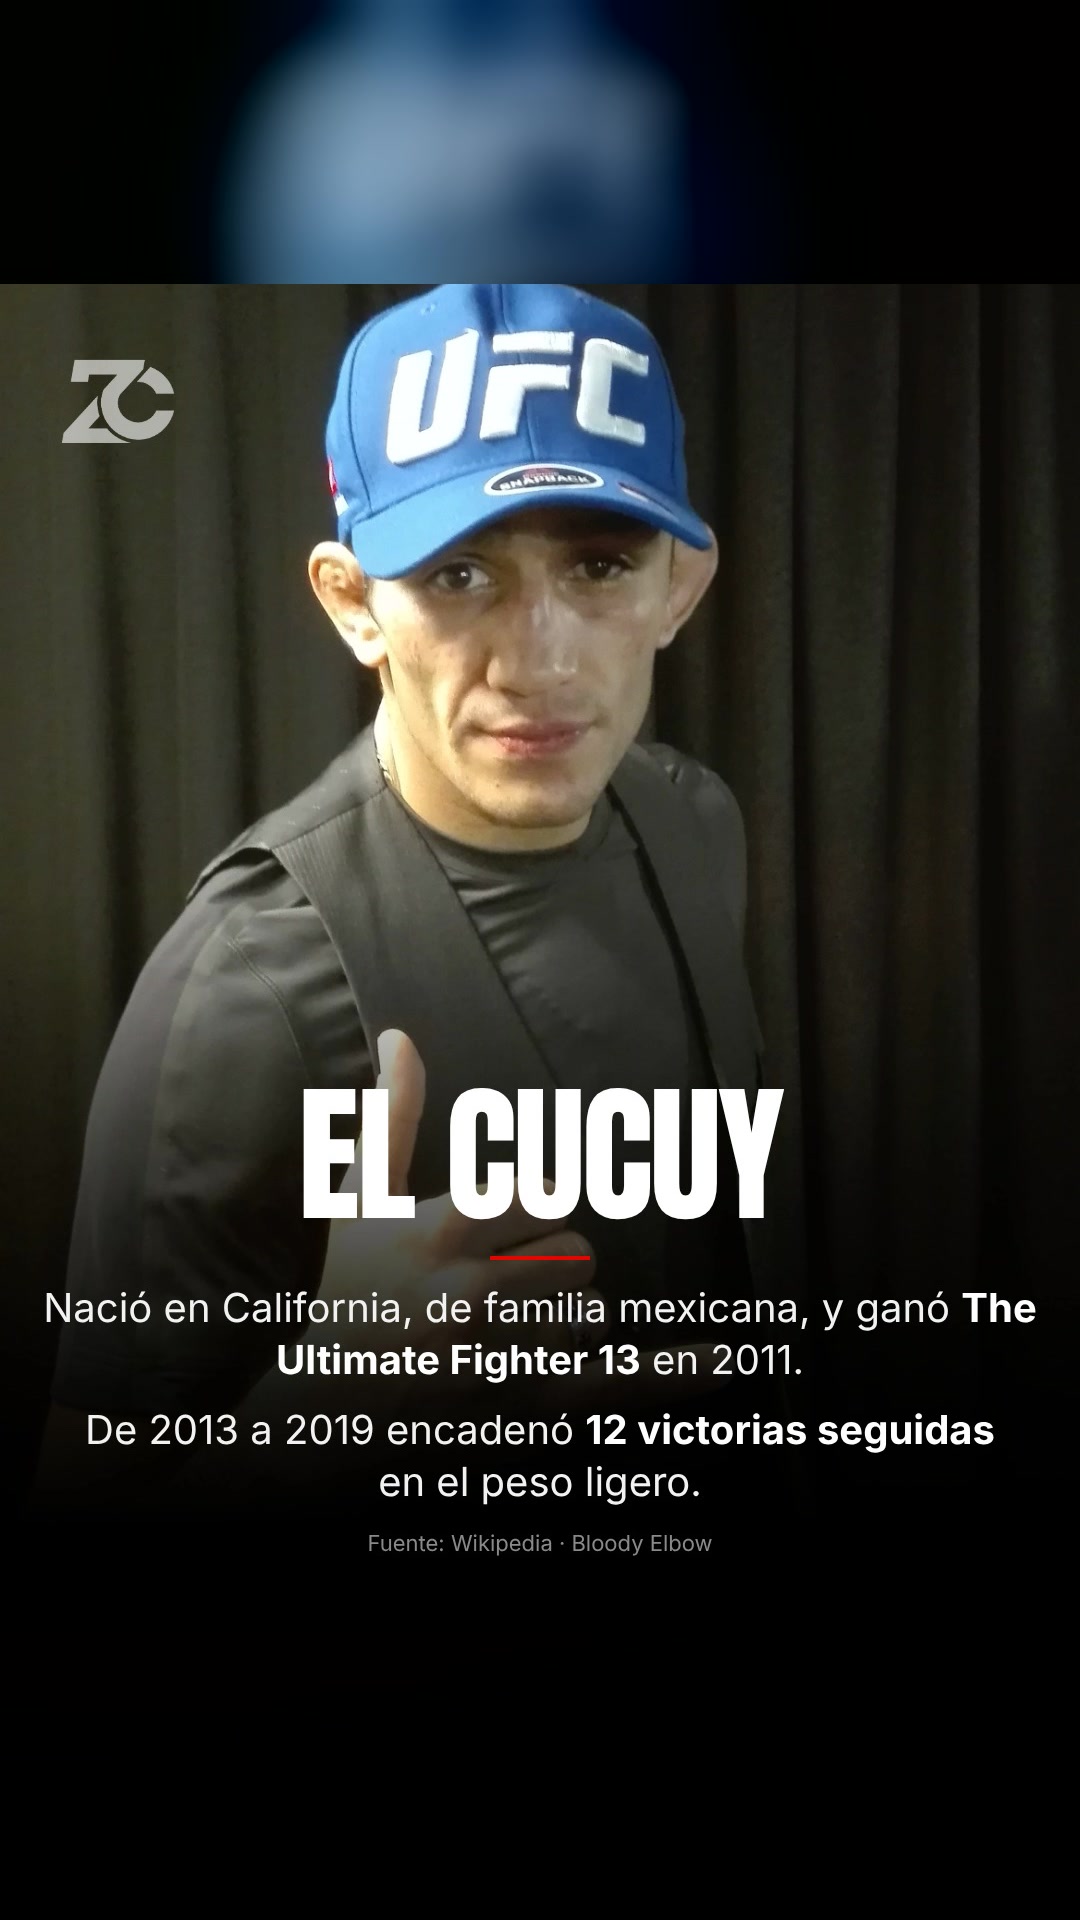 ZC
UFC
SNAPBACK
EL CUCUY
Nació en California, de familia mexicana, y ganó The
Ultimate Fighter 13 en 2011.
De 2013 a 2019 encadenó 12 victorias seguidas
en el peso ligero.
Fuente: Wikipedia · Bloody Elbow